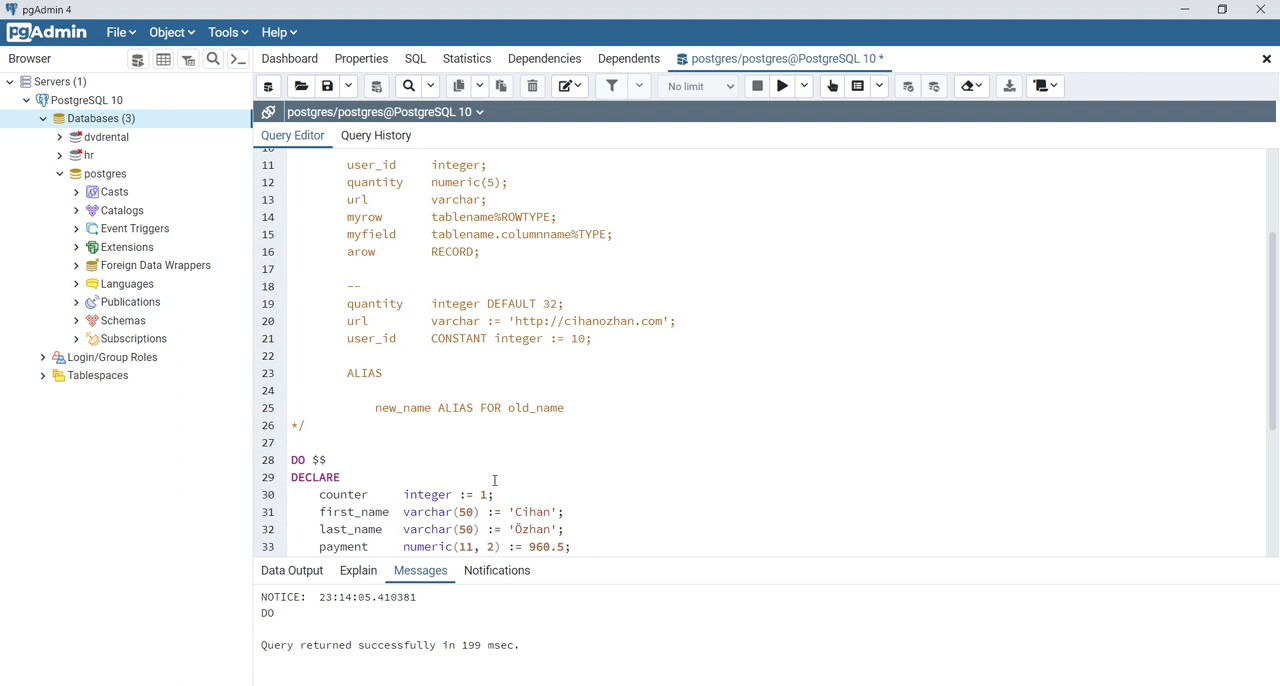 pgAdmin 4
pgAdmin File Object Tools Help
Browser
Dashboard Properties SQL Statistics Dependencies Dependents postgres/postgres@PostgreSQL 10 *
Servers (1)
PostgreSQL 10
Databases (3)
dvdrental
hr
postgres
Casts
Catalogs
Event Triggers
Extensions
Foreign Data Wrappers
Languages
Publications
Schemas
Subscriptions
Login/Group Roles
Tablespaces
No limit
postgres/postgres@PostgreSQL 10
Query Editor Query History
10
11 user_id integer;
12 quantity numeric(5);
13 url varchar;
14 myrow tablename%ROWTYPE;
15 myfield tablename.columnname%TYPE;
16 arow RECORD;
17
18 --
19 quantity integer DEFAULT 32;
20 url varchar := 'http://cihanozhan.com';
21 user_id CONSTANT integer := 10;
22
23 ALIAS
24
25 new_name ALIAS FOR old_name
26 */
27
28 DO $$
29 DECLARE
30 counter integer := 1;
31 first_name varchar(50) := 'Cihan';
32 last_name varchar(50) := 'Özhan';
33 payment numeric(11, 2) := 960.5;
Data Output Explain Messages Notifications
NOTICE: 23:14:05.410381
DO
Query returned successfully in 199 msec.